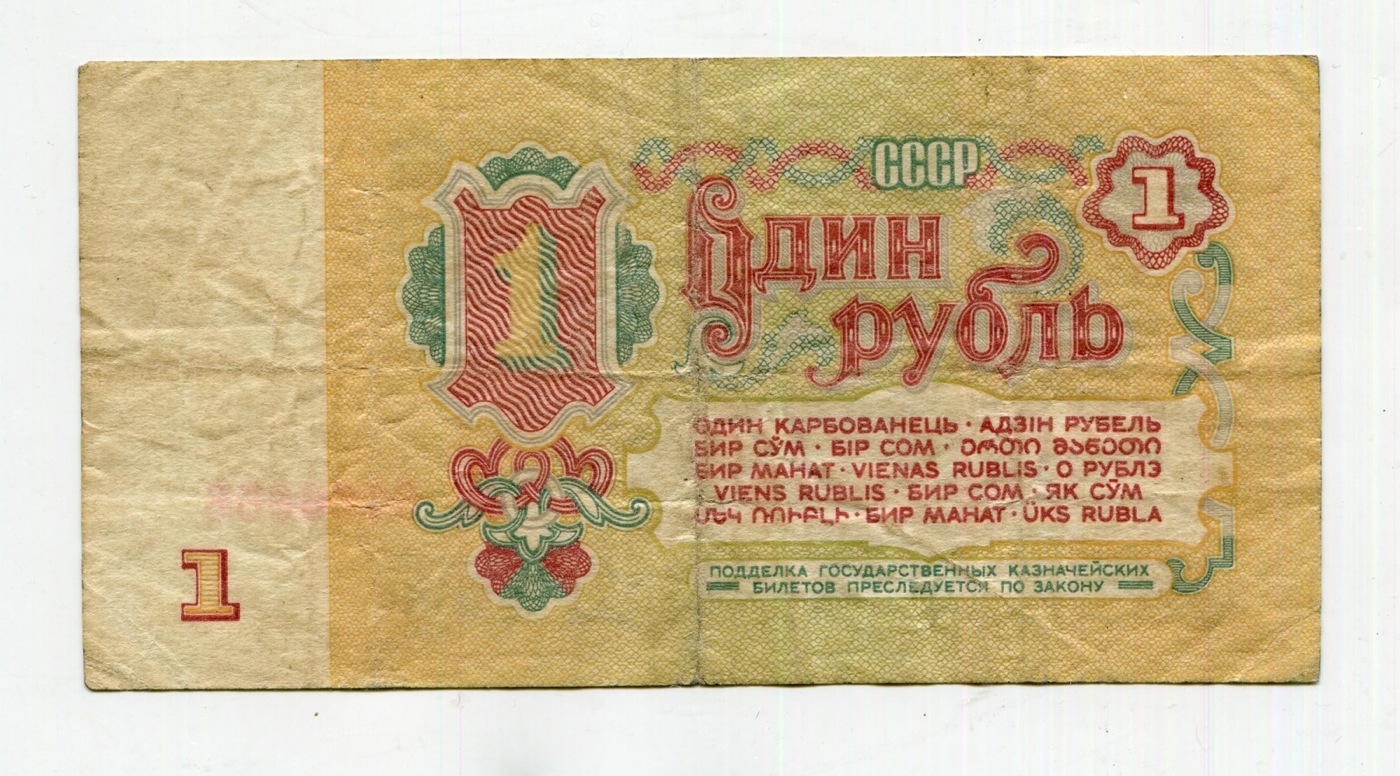 СССР
1
1
Один
рубль
ОДИН КАРБОВАНЕЦЬ · АДЗІН РУБЕЛЬ
БИР СЎМ · БІР СОМ · ᲝᲠᲗᲘ ᲛᲐᲜᲔᲗᲘ
БИР МАНАТ · VIENAS RUBLIS · О РУБЛЭ
VIENS RUBLIS · БИР СОМ · ЯК СӮМ
ՄԵԿ ՌՈՒԲԼԻ · БИР МАНАТ · ÜKS RUBLA
ПОДДЕЛКА ГОСУДАРСТВЕННЫХ КАЗНАЧЕЙСКИХ
БИЛЕТОВ ПРЕСЛЕДУЕТСЯ ПО ЗАКОНУ
1